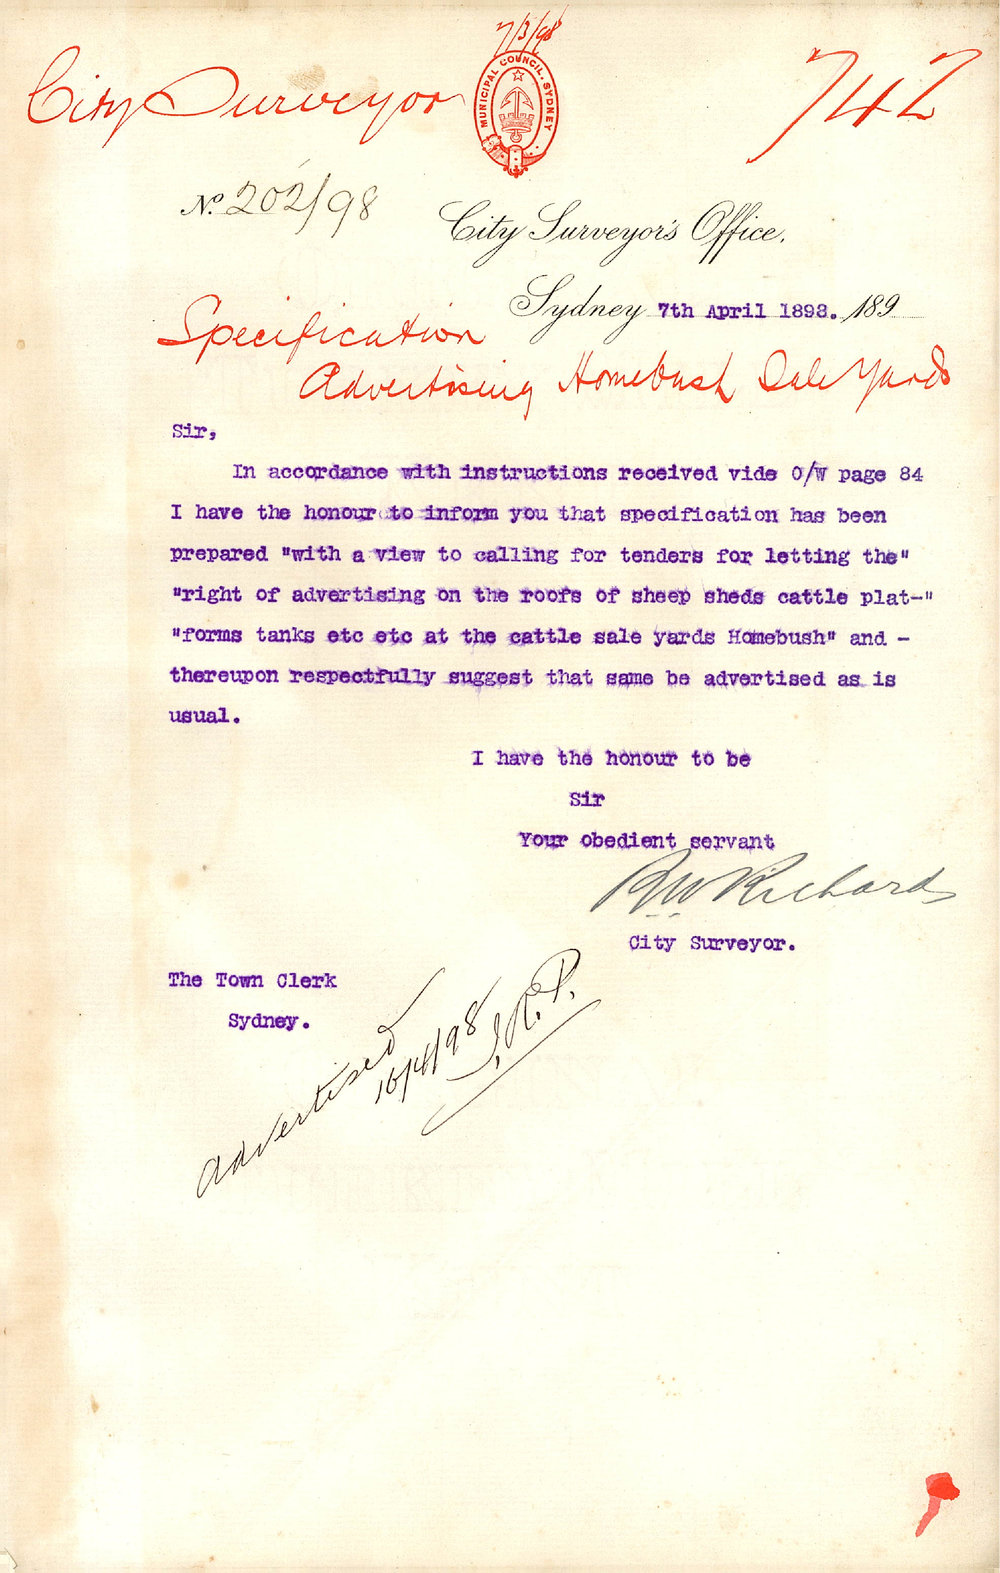 7/3/98
City Surveyor
MUNICIPAL COUNCIL. SYDNEY
742
No. 202/98
City Surveyor's Office,
Sydney 7th April 1898. 189
Specification
Advertising Homebush Sale Yards
Sir,
In accordance with instructions received vide O/W page 84
I have the honour to inform you that specification has been
prepared "with a view to calling for tenders for letting the"
"right of advertising on the roofs of sheep sheds cattle plat-"
"forms tanks etc etc at the cattle sale yards Homebush" and -
thereupon respectfully suggest that same be advertised as is
usual.
I have the honour to be
Sir
Your obedient servant
RW Richards
City Surveyor.
The Town Clerk
Sydney.
advertised
16/4/98
J.R.P.